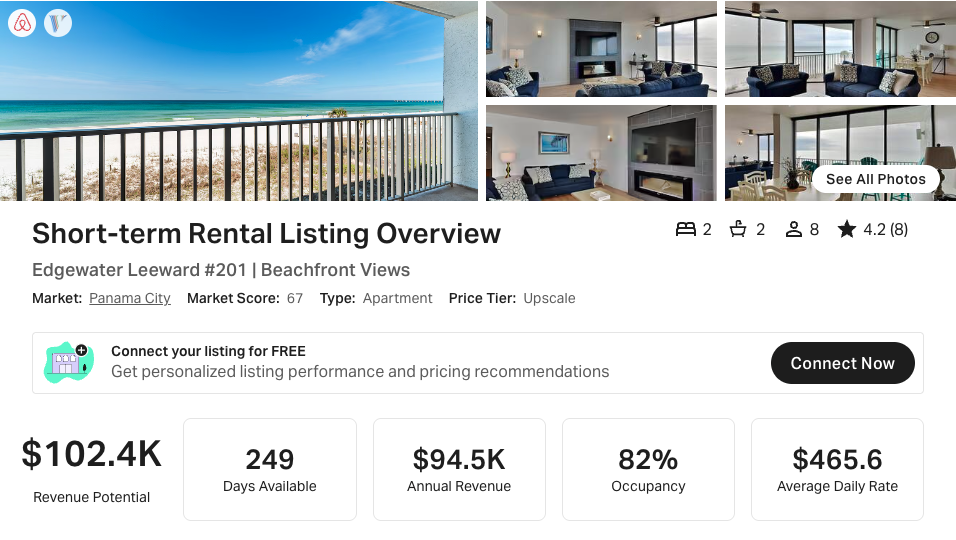 See All Photos
Short-term Rental Listing Overview
2 2 8 4.2 (8)
Edgewater Leeward #201 | Beachfront Views
Market: Panama City Market Score: 67 Type: Apartment Price Tier: Upscale
Connect your listing for FREE
Get personalized listing performance and pricing recommendations
Connect Now
$102.4K
Revenue Potential
249
Days Available
$94.5K
Annual Revenue
82%
Occupancy
$465.6
Average Daily Rate